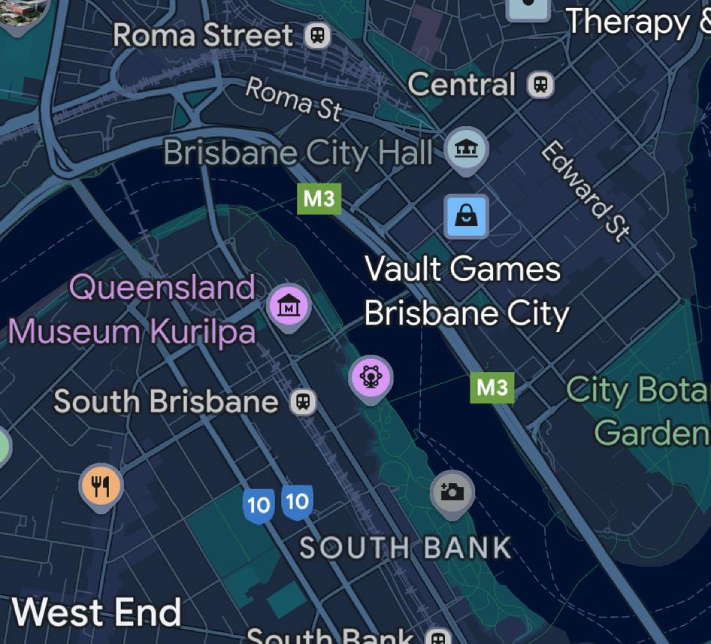 Therapy &
Roma Street
Central
Roma St
Brisbane City Hall
Edward St
M3
Vault Games
Brisbane City
Queensland
Museum Kurilpa
M
M3
City Bota
Garden
South Brisbane
10
10
SOUTH BANK
West End
South Bank